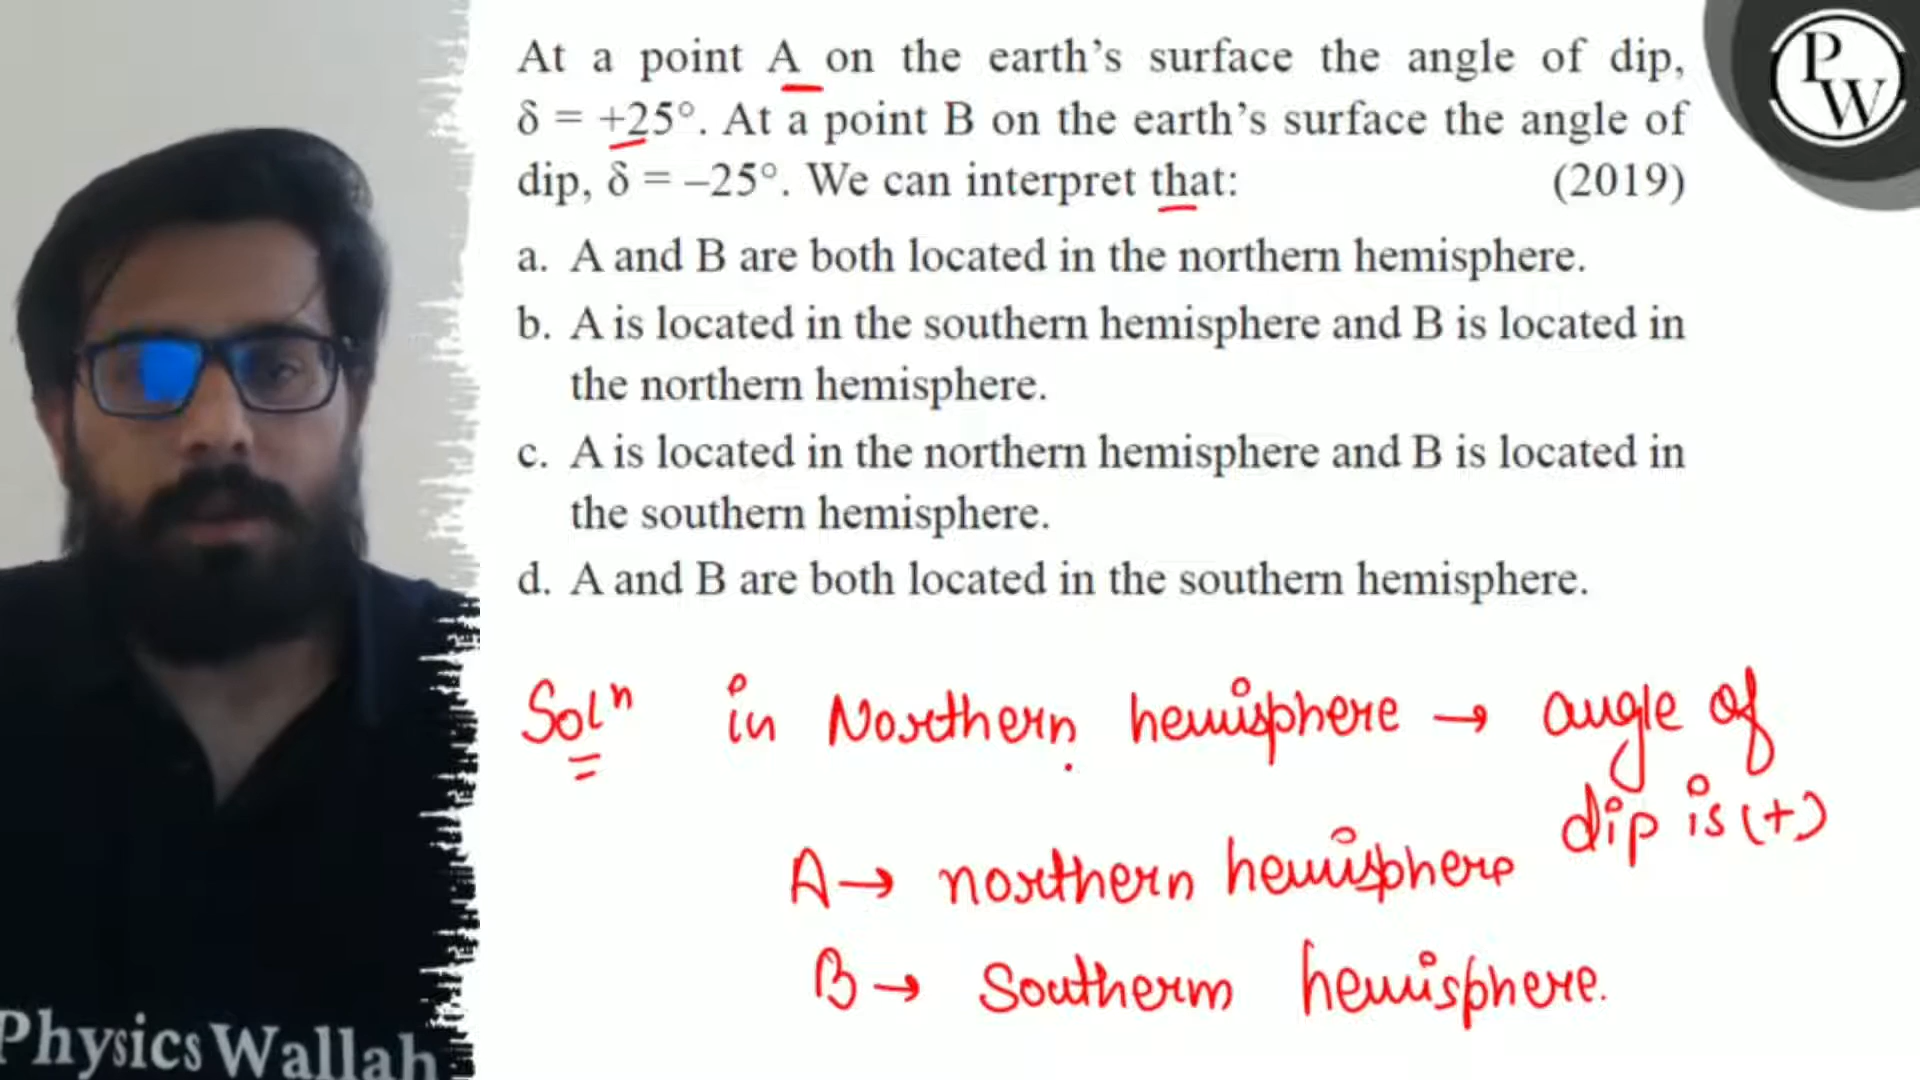 At a point A on the earth's surface the angle of dip,
δ = +25°. At a point B on the earth's surface the angle of
dip, δ = –25°. We can interpret that: (2019)
a. A and B are both located in the northern hemisphere.
b. A is located in the southern hemisphere and B is located in
the northern hemisphere.
c. A is located in the northern hemisphere and B is located in
the southern hemisphere.
d. A and B are both located in the southern hemisphere.
Solⁿ in Northern hemisphere → angle of
dip is (+)
A → northern hemisphere
B → Southerm hemisphere.
PW
Physics Wallah